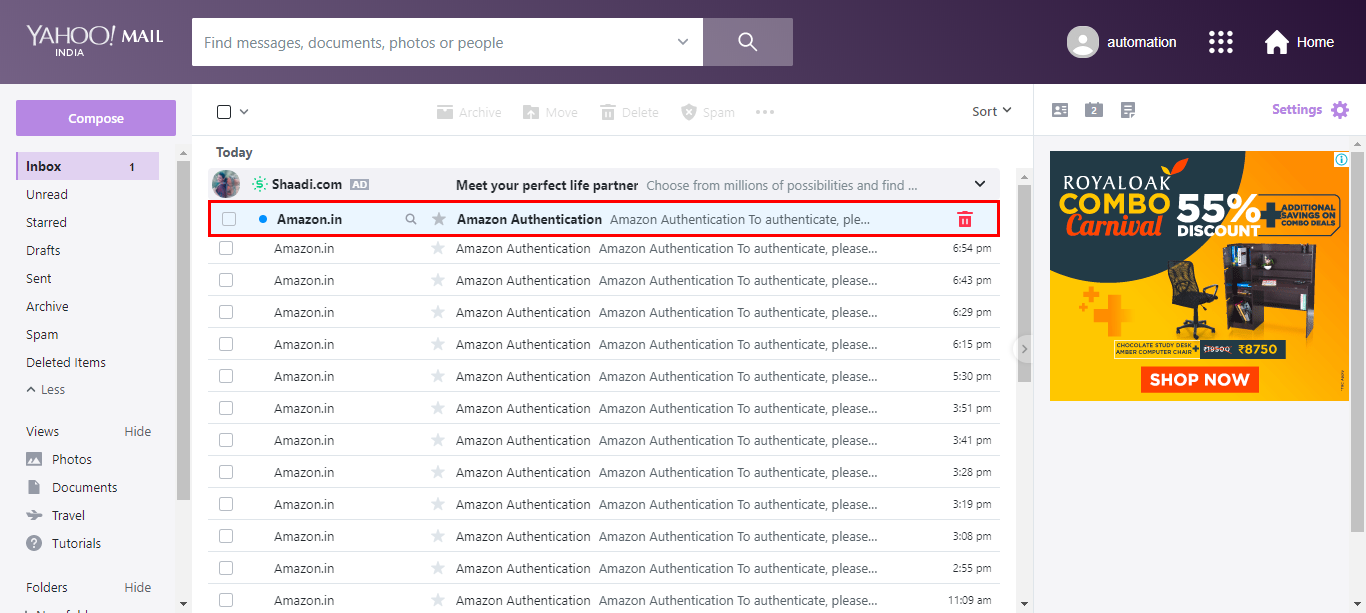 YAHOO! MAIL
INDIA
Find messages, documents, photos or people
automation
Home
Compose
Archive Move Delete Spam
Sort
2
Settings
Inbox 1
Unread
Starred
Drafts
Sent
Archive
Spam
Deleted Items
Less
Views Hide
Photos
Documents
Travel
Tutorials
Folders Hide
Today
Shaadi.com AD Meet your perfect life partner Choose from millions of possibilities and find ...
Amazon.in Amazon Authentication Amazon Authentication To authenticate, ple...
Amazon.in Amazon Authentication Amazon Authentication To authenticate, please... 6:54 pm
Amazon.in Amazon Authentication Amazon Authentication To authenticate, please... 6:43 pm
Amazon.in Amazon Authentication Amazon Authentication To authenticate, please... 6:29 pm
Amazon.in Amazon Authentication Amazon Authentication To authenticate, please... 6:15 pm
Amazon.in Amazon Authentication Amazon Authentication To authenticate, please... 5:30 pm
Amazon.in Amazon Authentication Amazon Authentication To authenticate, please... 3:51 pm
Amazon.in Amazon Authentication Amazon Authentication To authenticate, please... 3:41 pm
Amazon.in Amazon Authentication Amazon Authentication To authenticate, please... 3:28 pm
Amazon.in Amazon Authentication Amazon Authentication To authenticate, please... 3:19 pm
Amazon.in Amazon Authentication Amazon Authentication To authenticate, please... 3:08 pm
Amazon.in Amazon Authentication Amazon Authentication To authenticate, please... 2:55 pm
Amazon.in Amazon Authentication Amazon Authentication To authenticate, please... 11:09 am
ROYALOAK
COMBO
Carnival
55%
DISCOUNT
+ ADDITIONAL
SAVINGS ON
COMBO DEALS
CHOCOLATE STUDY DESK
AMBER COMPUTER CHAIR + ₹19500 ₹8750
SHOP NOW